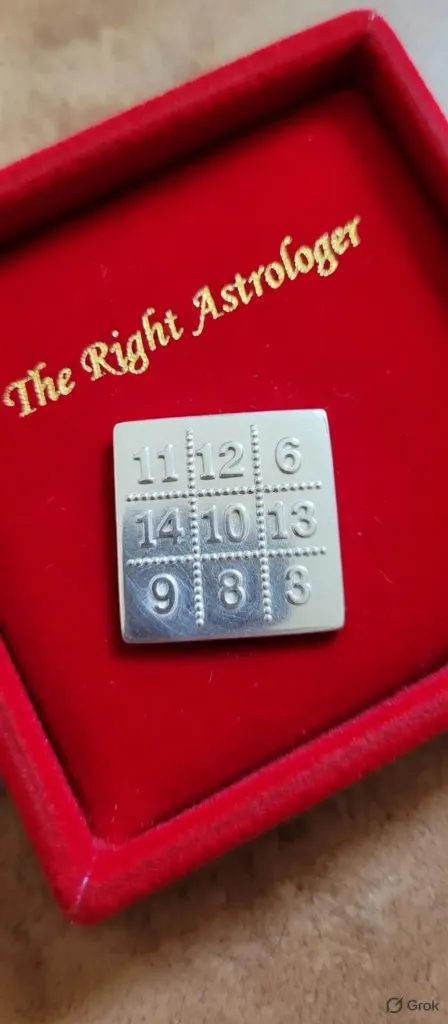 The Right Astrologer
11 12 6
14 10 13
9 8 3
Grok